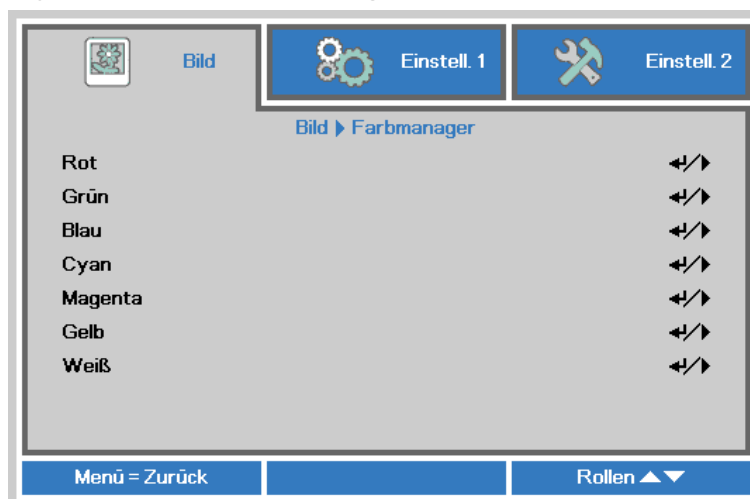 Bild Einstell. 1 Einstell. 2
Bild ▶ Farbmanager
Rot
Grün
Blau
Cyan
Magenta
Gelb
Weiß
Menü = Zurück Rollen ▲▼